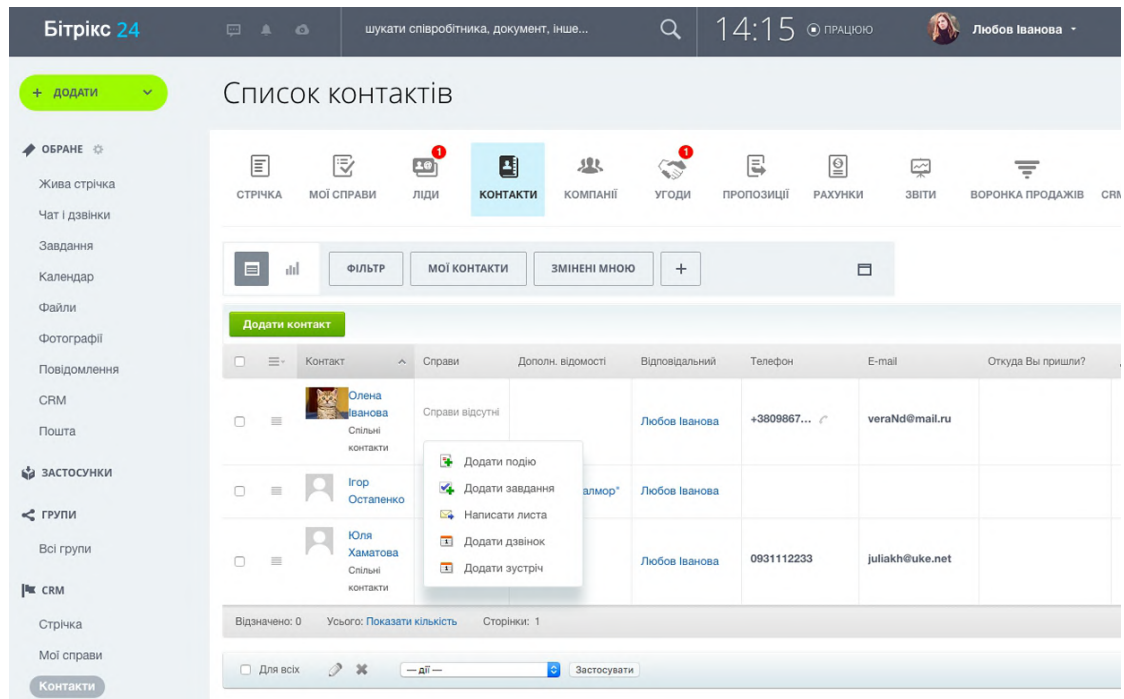 Бітрікс 24
шукати співробітника, документ, інше...
14:15 ПРАЦЮЮ
Любов Іванова
+ ДОДАТИ
Список контактів
ОБРАНЕ
Жива стрічка
Чат і дзвінки
Завдання
Календар
Файли
Фотографії
Повідомлення
CRM
Пошта
ЗАСТОСУНКИ
ГРУПИ
Всі групи
CRM
Стрічка
Мої справи
Контакти
СТРІЧКА МОЇ СПРАВИ 1 ЛІДИ КОНТАКТИ КОМПАНІЇ 1 УГОДИ ПРОПОЗИЦІЇ РАХУНКИ ЗВІТИ ВОРОНКА ПРОДАЖІВ CRM
ФІЛЬТР МОЇ КОНТАКТИ ЗМІНЕНІ МНОЮ +
Додати контакт
Контакт Справи Дополн. відомості Відповідальний Телефон E-mail Откуда Вы пришли?
Олена
Іванова
Спільні
контакти
Справи відсутні
Любов Іванова
+3809867...
veraNd@mail.ru
Ігор
Остапенко
алмор"
Любов Іванова
Юля
Хаматова
Спільні
контакти
Любов Іванова
0931112233
juliakh@uke.net
Додати подію
Додати завдання
Написати листа
Додати дзвінок
Додати зустріч
Відзначено: 0 Усього: Показати кількість Сторінки: 1
Для всіх — дії — Застосувати